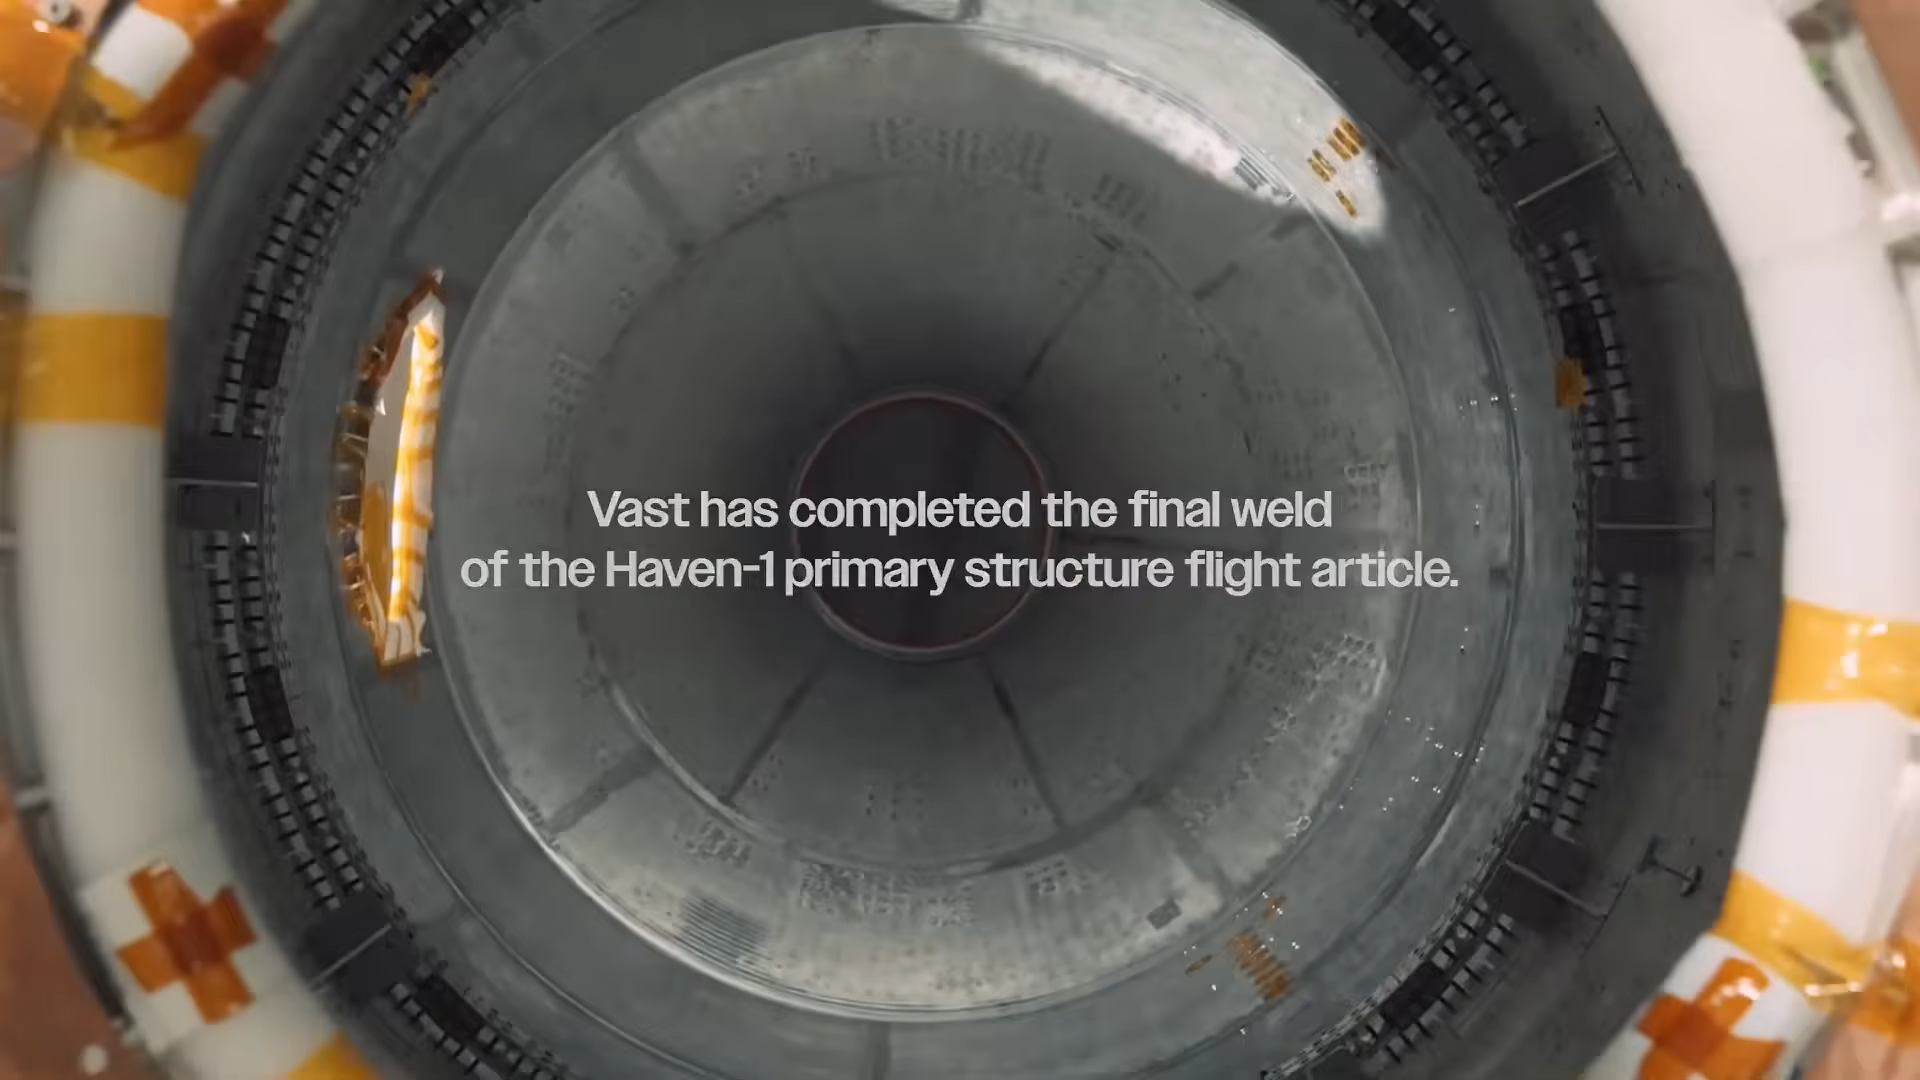 Vast has completed the final weld
of the Haven-1 primary structure flight article.